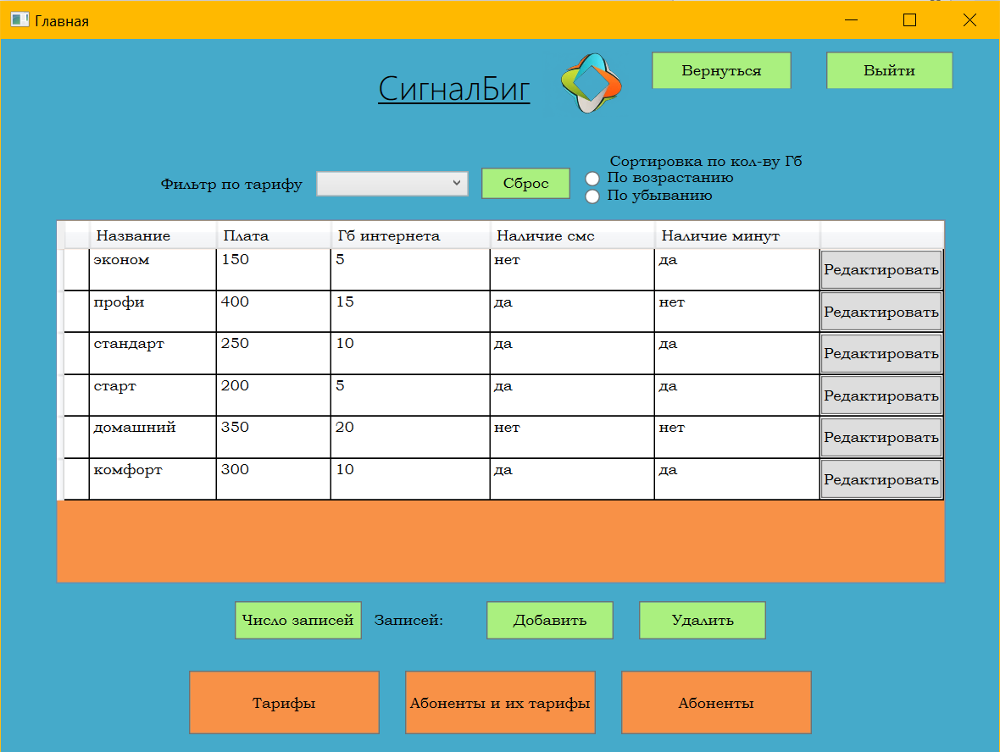 Главная
СигналБиг
Вернуться
Выйти
Сортировка по кол-ву Гб
Фильтр по тарифу
Сброс
По возрастанию
По убыванию
Название Плата Гб интернета Наличие смс Наличие минут
эконом 150 5 нет да Редактировать
профи 400 15 да нет Редактировать
стандарт 250 10 да да Редактировать
старт 200 5 да да Редактировать
домашний 350 20 нет нет Редактировать
комфорт 300 10 да да Редактировать
Число записей Записей: Добавить Удалить
Тарифы Абоненты и их тарифы Абоненты